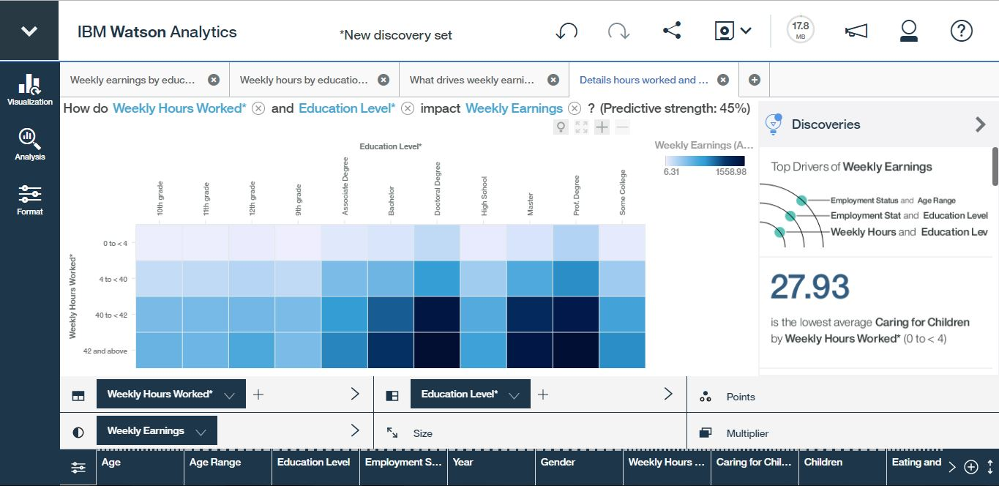 IBM Watson Analytics
*New discovery set
17.8
MB
Visualization
Analysis
Format
Weekly earnings by educ...
Weekly hours by educatio...
What drives weekly earni...
Details hours worked and ...
How do Weekly Hours Worked* and Education Level* impact Weekly Earnings ? (Predictive strength: 45%)
Education Level*
10th grade
11th grade
12th grade
9th grade
Associate Degree
Bachelor
Doctoral Degree
High School
Master
Prof. Degree
Some College
Weekly Hours Worked*
0 to < 4
4 to < 40
40 to < 42
42 and above
Weekly Earnings (A...
6.31 1558.98
Discoveries
Top Drivers of Weekly Earnings
Employment Status and Age Range
Employment Stat and Education Level
Weekly Hours and Education Lev
27.93
is the lowest average Caring for Children
by Weekly Hours Worked* (0 to < 4)
Weekly Hours Worked*
Education Level*
Points
Weekly Earnings
Size
Multiplier
Age
Age Range
Education Level
Employment S...
Year
Gender
Weekly Hours ...
Caring for Chil...
Children
Eating and